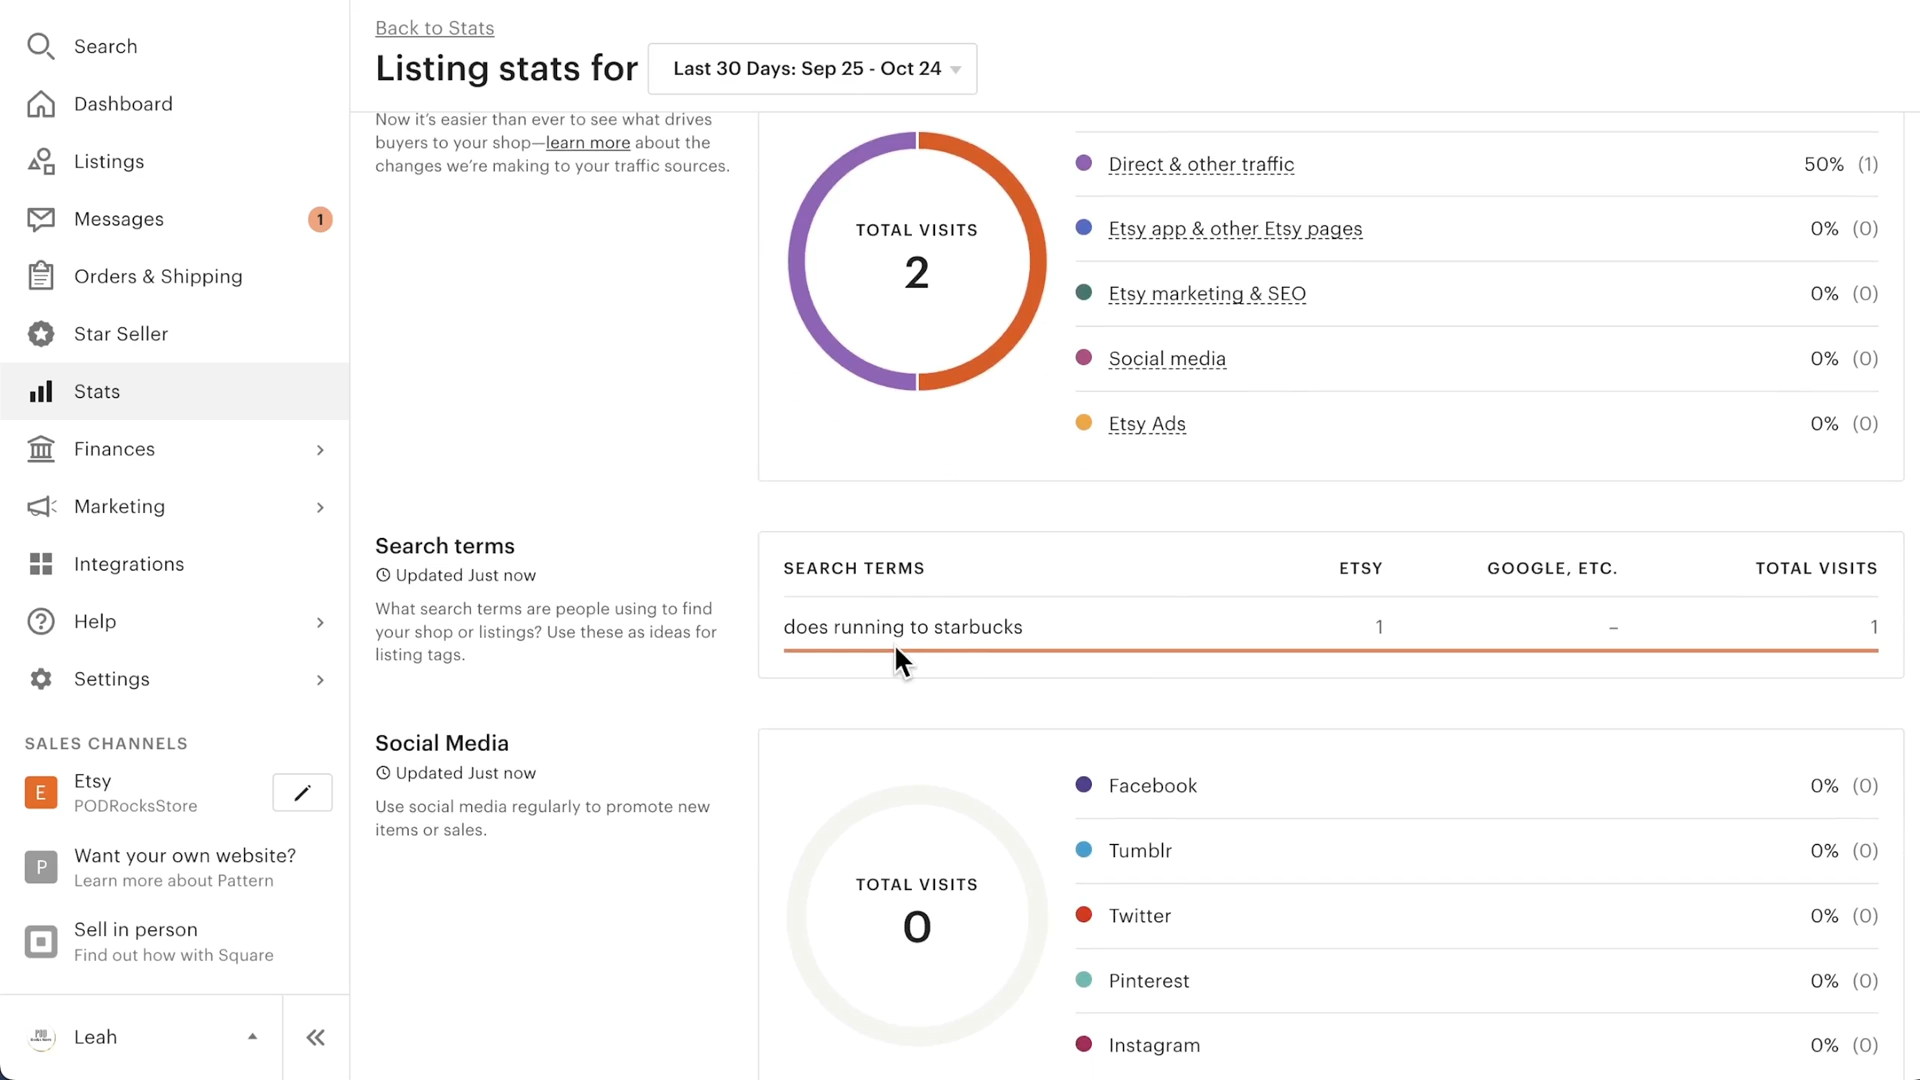 Search
Dashboard
Listings
Messages
1
Orders & Shipping
Star Seller
Stats
Finances
Marketing
Integrations
Help
Settings
SALES CHANNELS
E
Etsy
PODRocksStore
P
Want your own website?
Learn more about Pattern
Sell in person
Find out how with Square
Leah
Back to Stats
Listing stats for
Last 30 Days: Sep 25 - Oct 24
Now it's easier than ever to see what drives
buyers to your shop—learn more about the
changes we're making to your traffic sources.
TOTAL VISITS
2
Direct & other traffic 50% (1)
Etsy app & other Etsy pages 0% (0)
Etsy marketing & SEO 0% (0)
Social media 0% (0)
Etsy Ads 0% (0)
Search terms
Updated Just now
What search terms are people using to find
your shop or listings? Use these as ideas for
listing tags.
SEARCH TERMS ETSY GOOGLE, ETC. TOTAL VISITS
does running to starbucks 1 – 1
Social Media
Updated Just now
Use social media regularly to promote new
items or sales.
TOTAL VISITS
0
Facebook 0% (0)
Tumblr 0% (0)
Twitter 0% (0)
Pinterest 0% (0)
Instagram 0% (0)